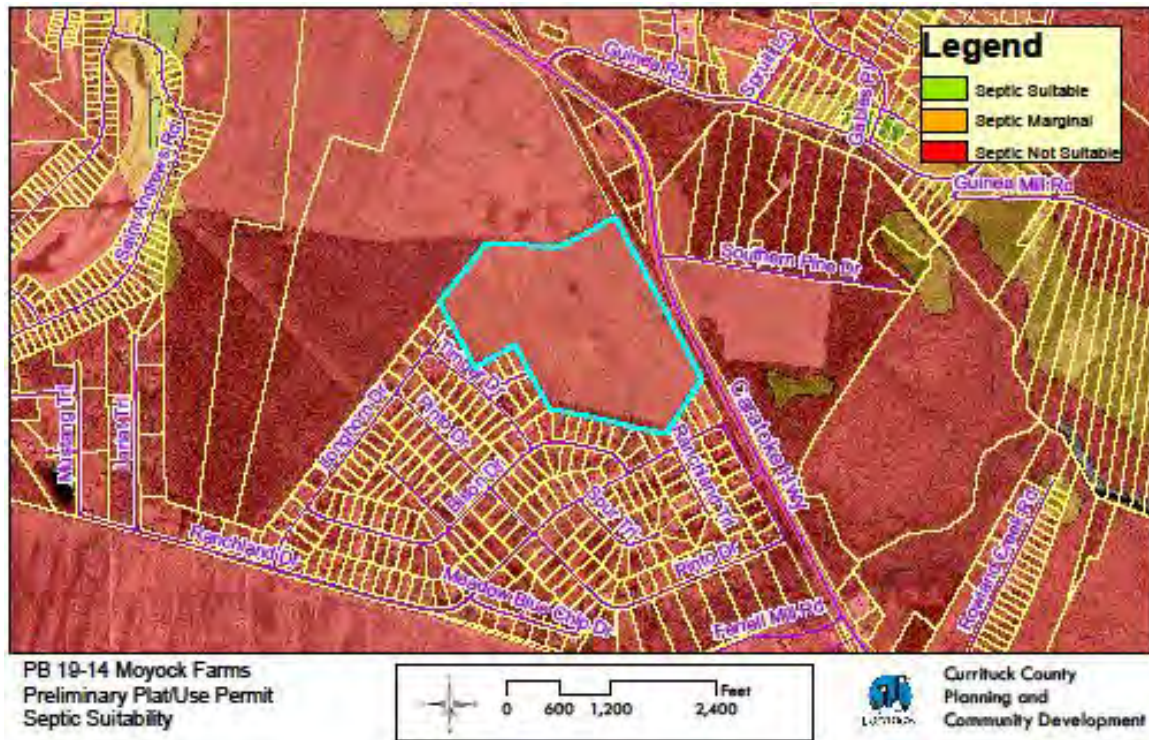 Legend
Septic Suitable
Septic Marginal
Septic Not Suitable
Guinea Rd
Guinea Mill Rd
Saint Andrews Rd
Southern Pine Dr
Mustang Trl
Longhorn Dr
Pinto Dr
Bison Dr
Caratoke Hwy
Spur Trl
Pinto Dr
Ranchland Dr
Meadow Blue Chip Dr
Farrell Mill Rd
Rowland Creek Rd
PB 19-14 Moyock Farms
Preliminary Plat/Use Permit
Septic Suitability
0 600 1,200 2,400
Feet
Currituck County
Planning and
Community Development